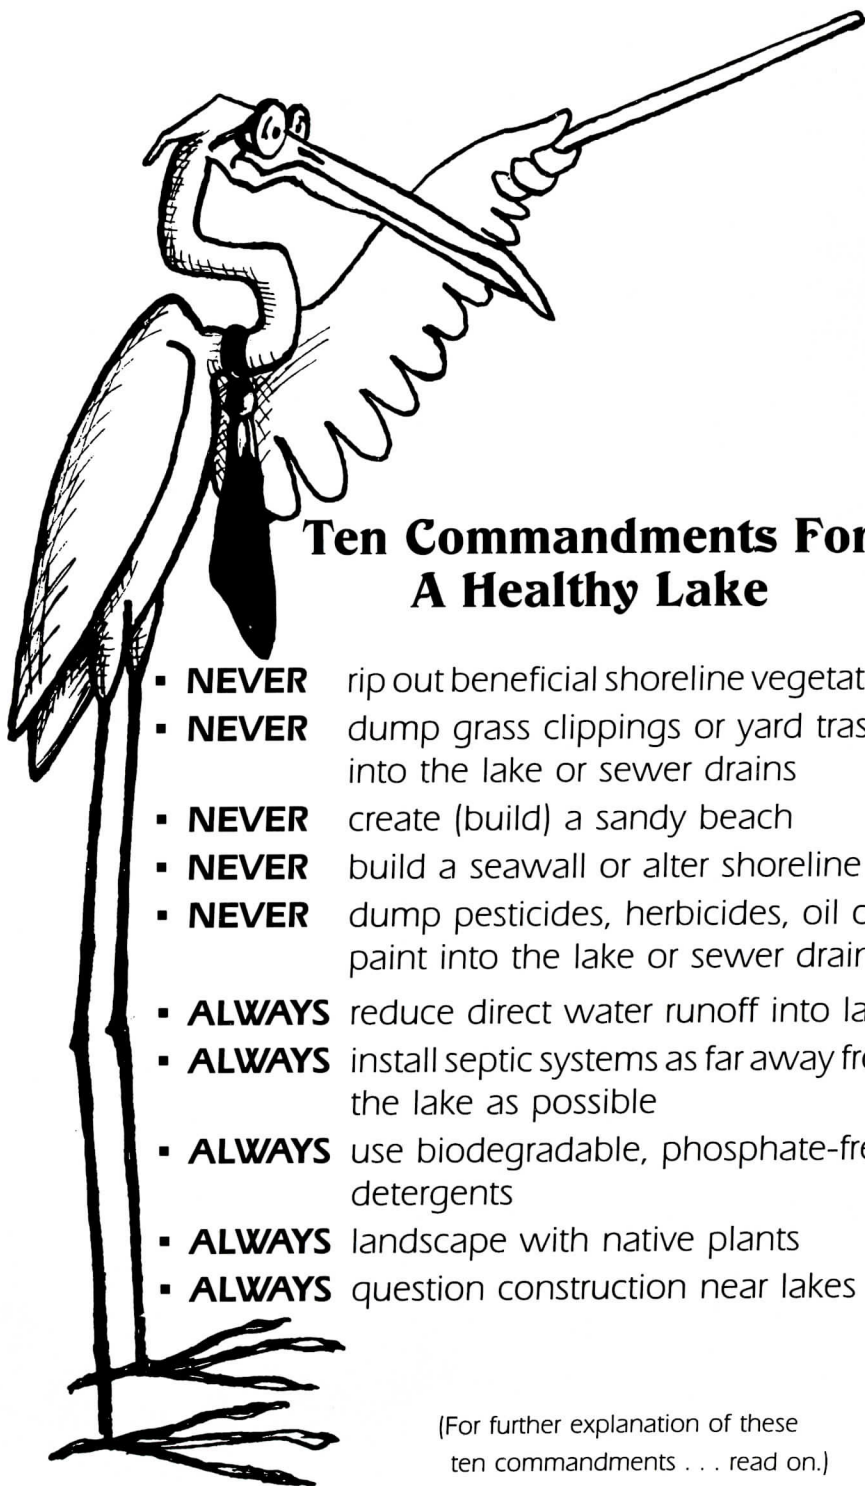 Ten Commandments For
A Healthy Lake
▪ NEVER rip out beneficial shoreline vegetat
▪ NEVER dump grass clippings or yard tras
into the lake or sewer drains
▪ NEVER create (build) a sandy beach
▪ NEVER build a seawall or alter shoreline
▪ NEVER dump pesticides, herbicides, oil
paint into the lake or sewer drain
▪ ALWAYS reduce direct water runoff into la
▪ ALWAYS install septic systems as far away fr
the lake as possible
▪ ALWAYS use biodegradable, phosphate-fre
detergents
▪ ALWAYS landscape with native plants
▪ ALWAYS question construction near lakes
(For further explanation of these
ten commandments . . . read on.)